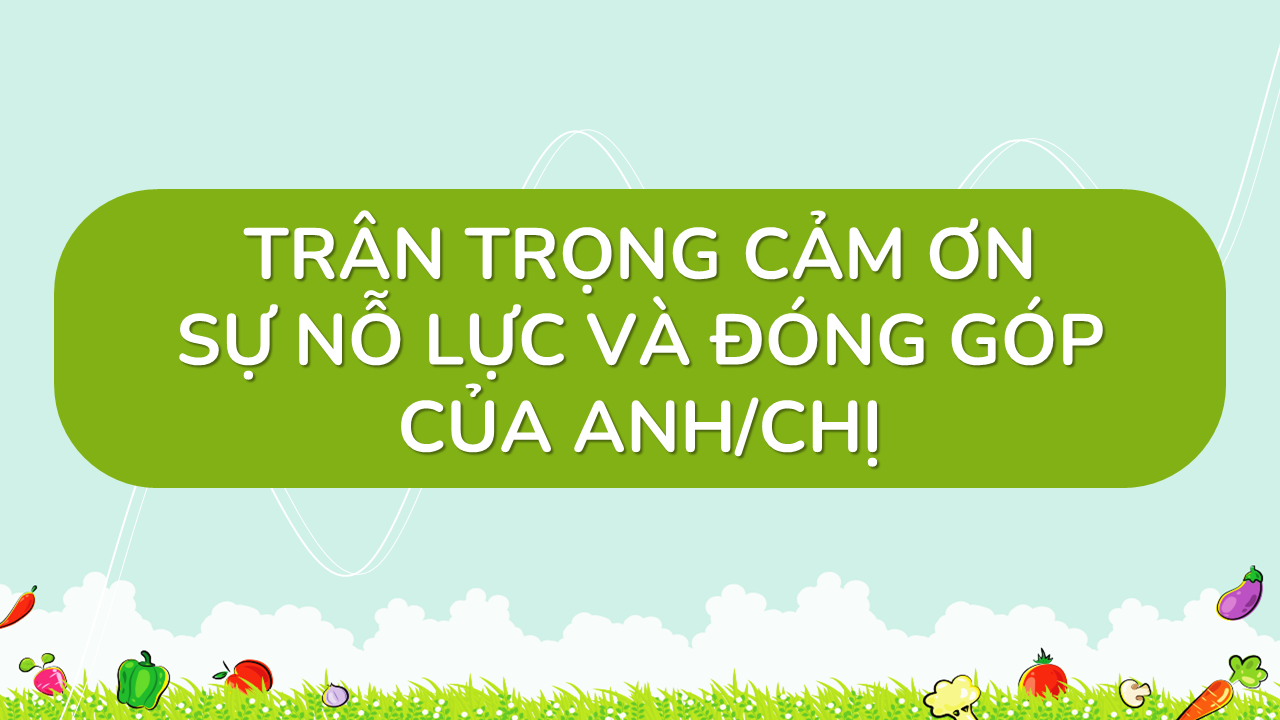 TRÂN TRỌNG CẢM ƠN
SỰ NỖ LỰC VÀ ĐÓNG GÓP
CỦA ANH/CHỊ